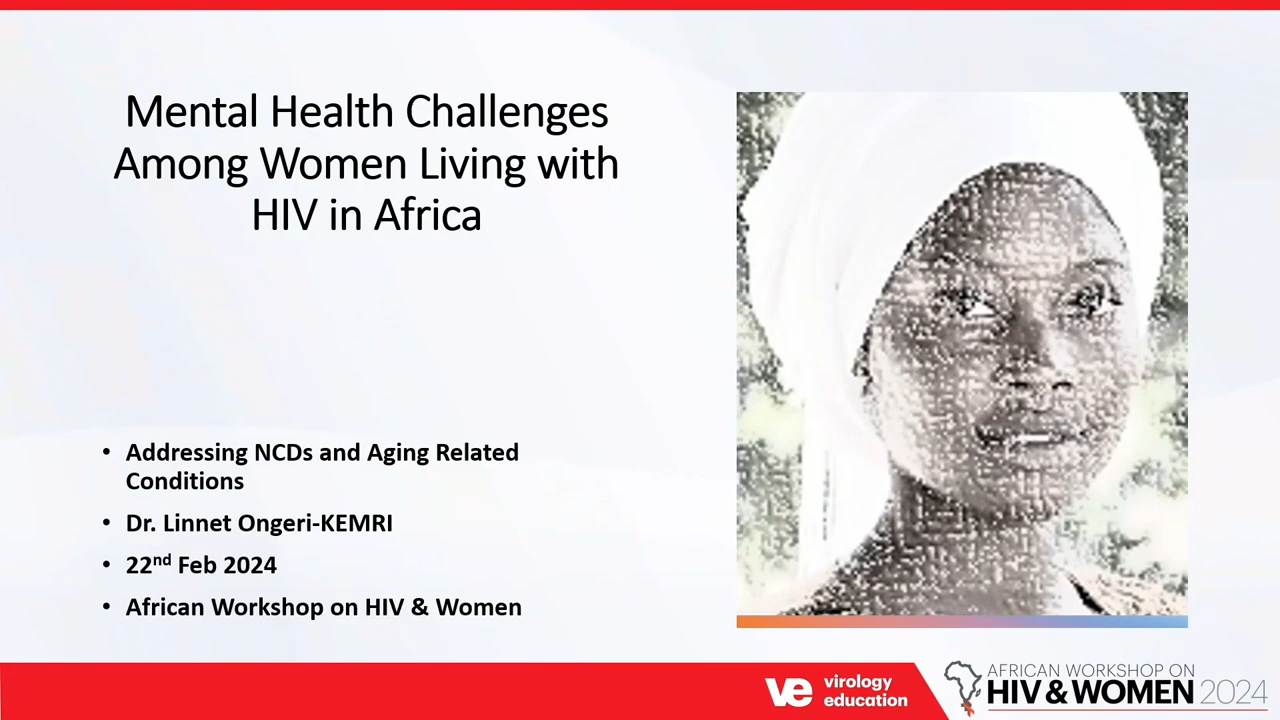 Mental Health Challenges
Among Women Living with
HIV in Africa
• Addressing NCDs and Aging Related
Conditions
• Dr. Linnet Ongeri-KEMRI
• 22nd Feb 2024
• African Workshop on HIV & Women
ve virology
education
AFRICAN WORKSHOP ON
HIV & WOMEN 2024